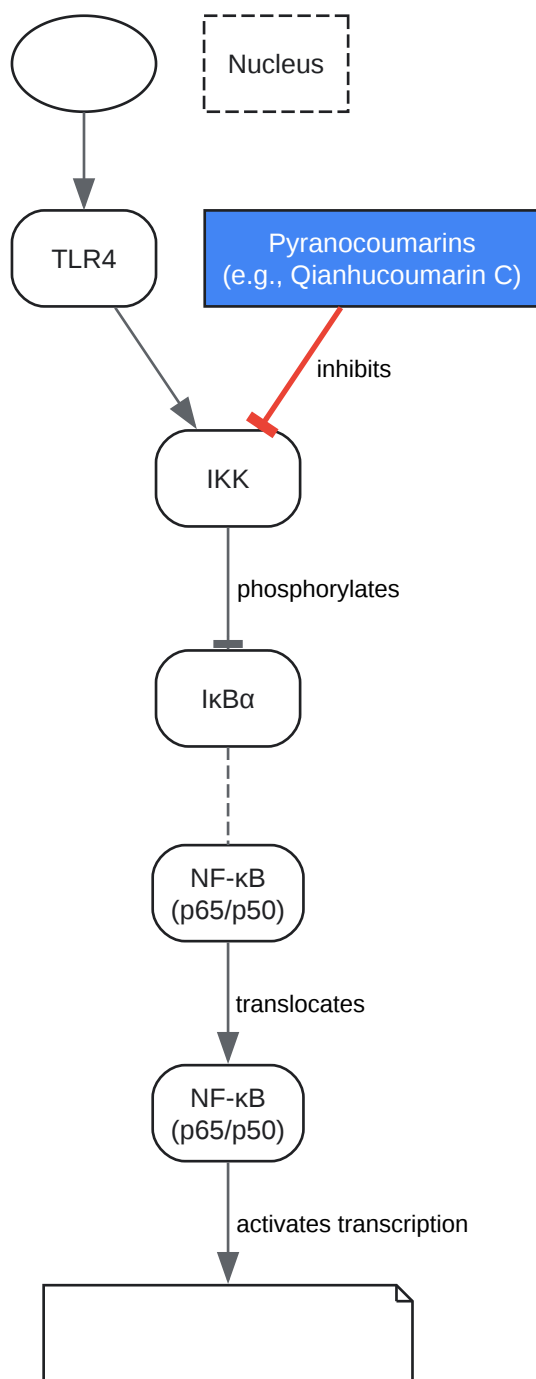 Nucleus
TLR4
Pyranocoumarins
(e.g., Qianhucoumarin C)
inhibits
IKK
phosphorylates
IκBα
NF-κB
(p65/p50)
translocates
NF-κB
(p65/p50)
activates transcription